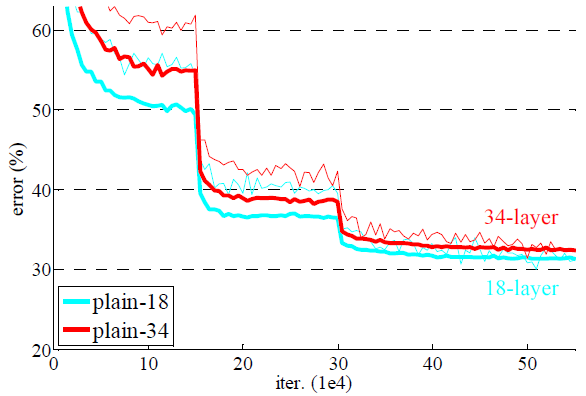 60
50
40
30
20
error (%)
34-layer
18-layer
plain-18
plain-34
0 10 20 30 40 50
iter. (1e4)